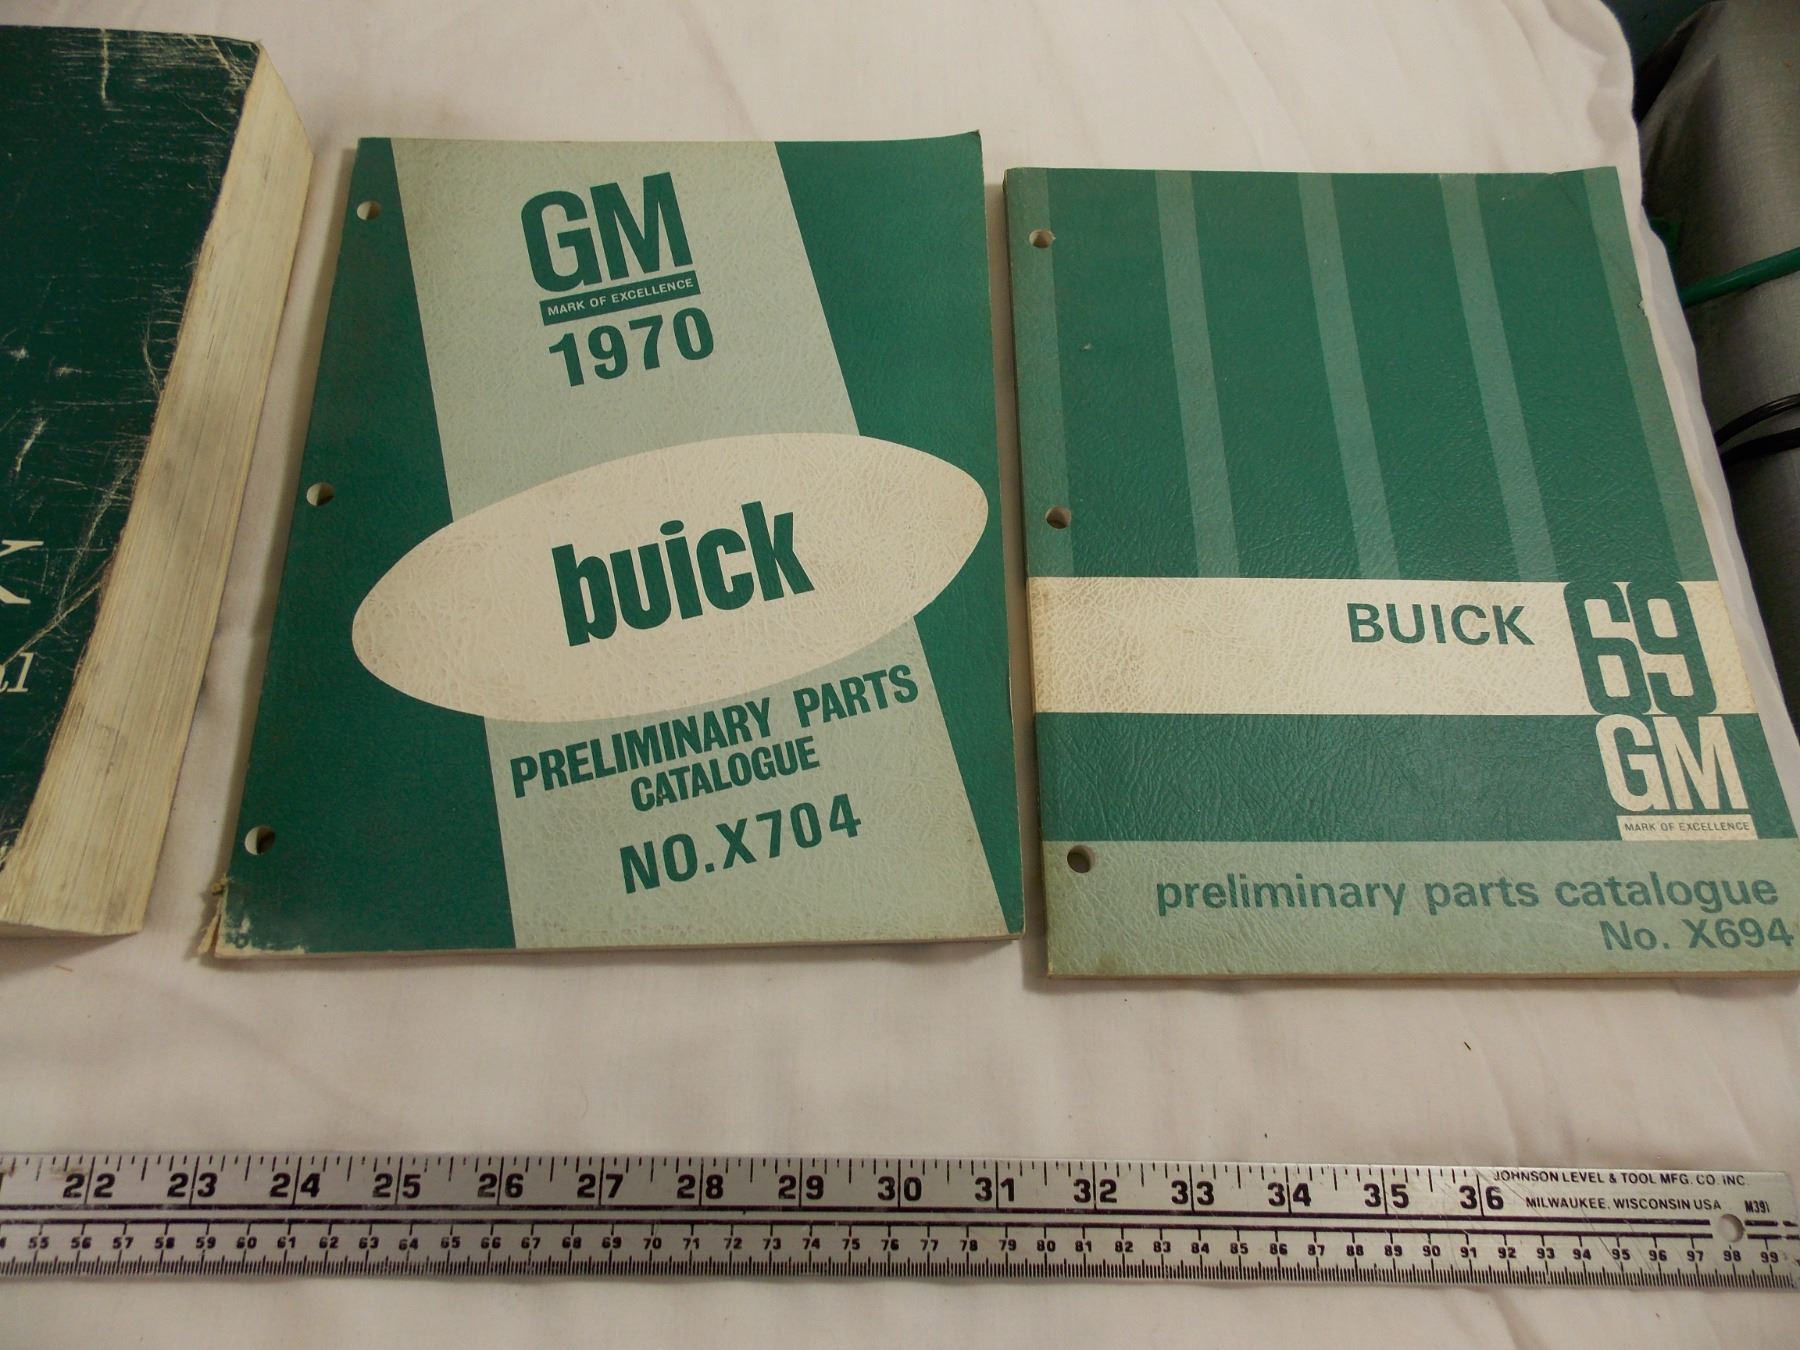 GM
MARK OF EXCELLENCE
1970
buick
PRELIMINARY PARTS
CATALOGUE
NO. X704
BUICK 69
GM
MARK OF EXCELLENCE
preliminary parts catalogue
No. X694
22 23 24 25 26 27 28 29 30 31 32 33 34 35 36
JOHNSON LEVEL & TOOL MFG. CO. INC.
MILWAUKEE, WISCONSIN USA M391
55 56 57 58 59 60 61 62 63 64 65 66 67 68 69 70 71 72 73 74 75 76 77 78 79 80 81 82 83 84 85 86 87 88 89 90 91 92 93 94 95 96 97 98 99